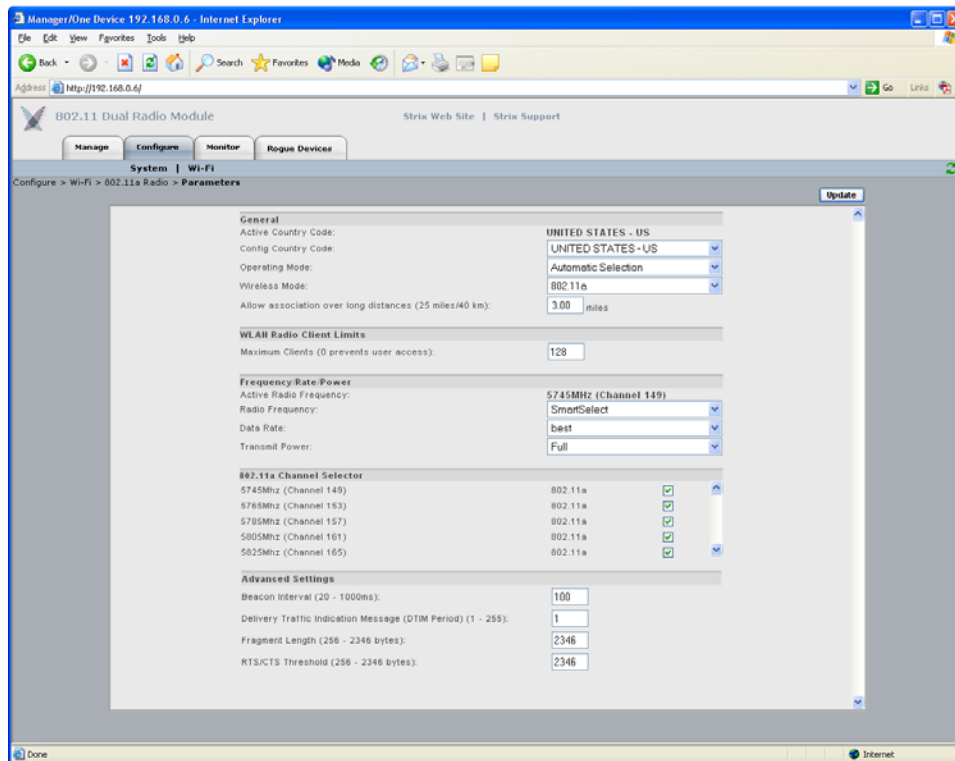 Manager/One Device 192.168.0.6 - Internet Explorer
File Edit View Favorites Tools Help
Back Search Favorites Media
Address http://192.168.0.6/ Go Links
802.11 Dual Radio Module Strix Web Site | Strix Support
Manage Configure Monitor Rogue Devices
System | Wi-Fi
Configure > Wi-Fi > 802.11a Radio > Parameters
Update
General
Active Country Code: UNITED STATES - US
Config Country Code: UNITED STATES - US
Operating Mode: Automatic Selection
Wireless Mode: 802.11a
Allow association over long distances (25 miles/40 km): 3.00 miles
WLAN Radio Client Limits
Maximum Clients (0 prevents user access): 128
Frequency/Rate/Power
Active Radio Frequency: 5745MHz (Channel 149)
Radio Frequency: SmartSelect
Data Rate: best
Transmit Power: Full
802.11a Channel Selector
5745Mhz (Channel 149) 802.11a
5765Mhz (Channel 153) 802.11a
5785Mhz (Channel 157) 802.11a
5805Mhz (Channel 161) 802.11a
5825Mhz (Channel 165) 802.11a
Advanced Settings
Beacon Interval (20 - 1000ms): 100
Delivery Traffic Indication Message (DTIM Period) (1 - 255): 1
Fragment Length (256 - 2346 bytes): 2346
RTS/CTS Threshold (256 - 2346 bytes): 2346
Done Internet